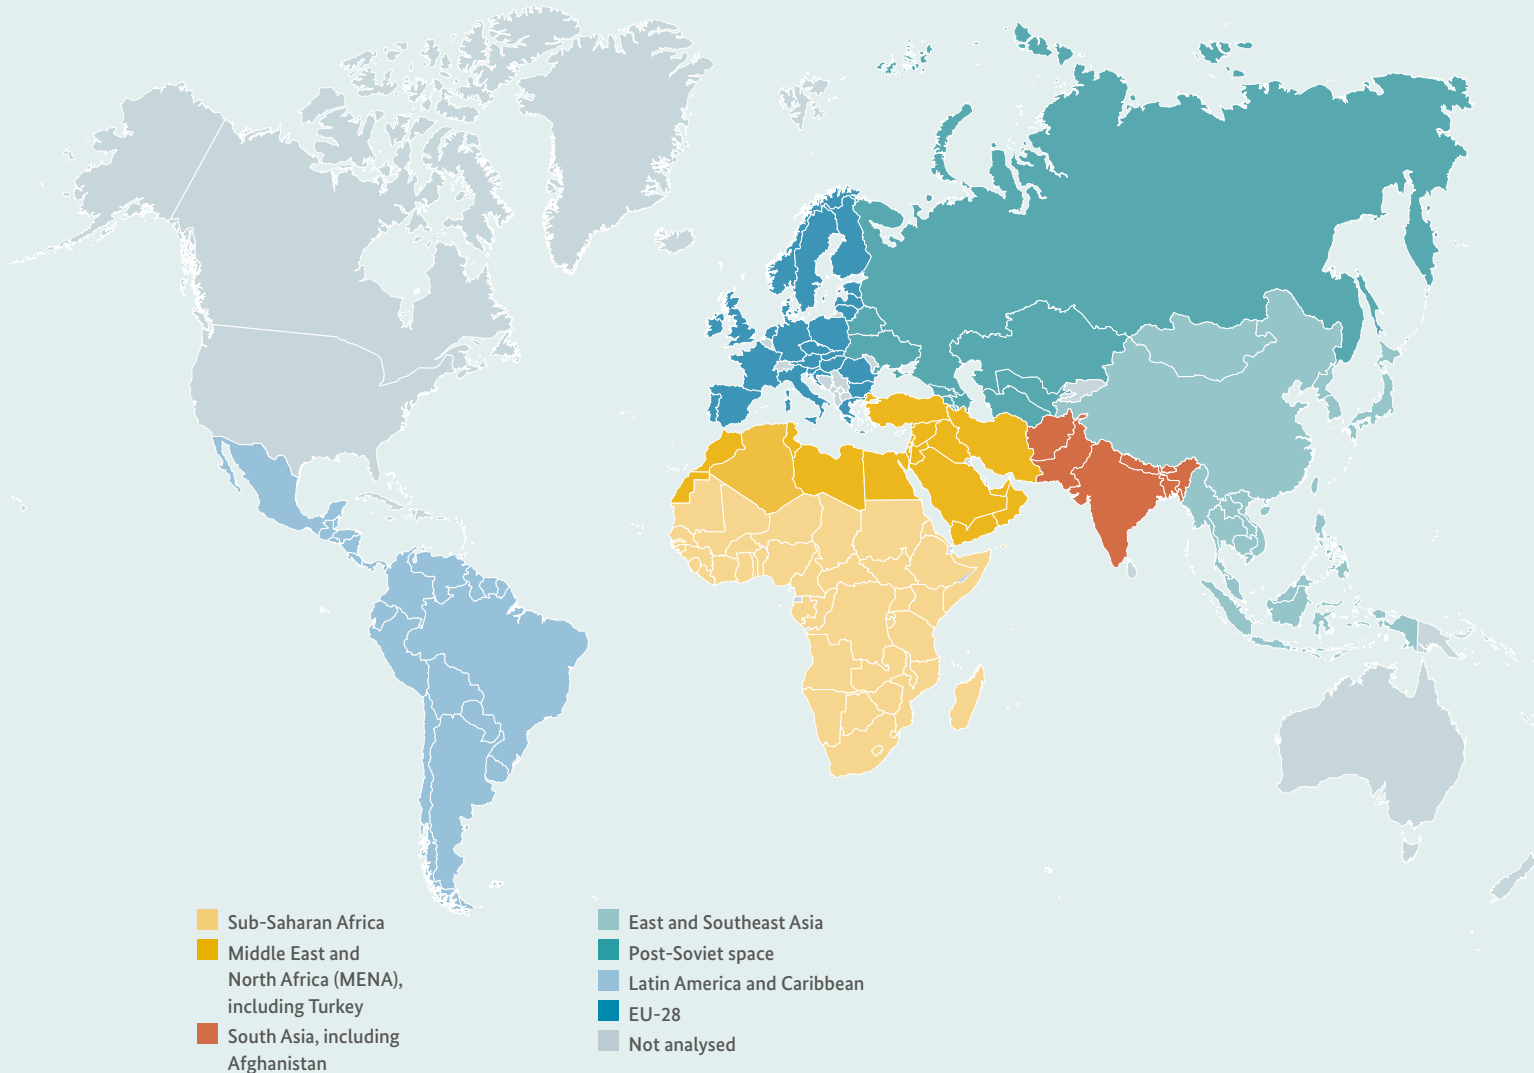 Sub-Saharan Africa
Middle East and
North Africa (MENA),
including Turkey
South Asia, including
Afghanistan
East and Southeast Asia
Post-Soviet space
Latin America and Caribbean
EU-28
Not analysed